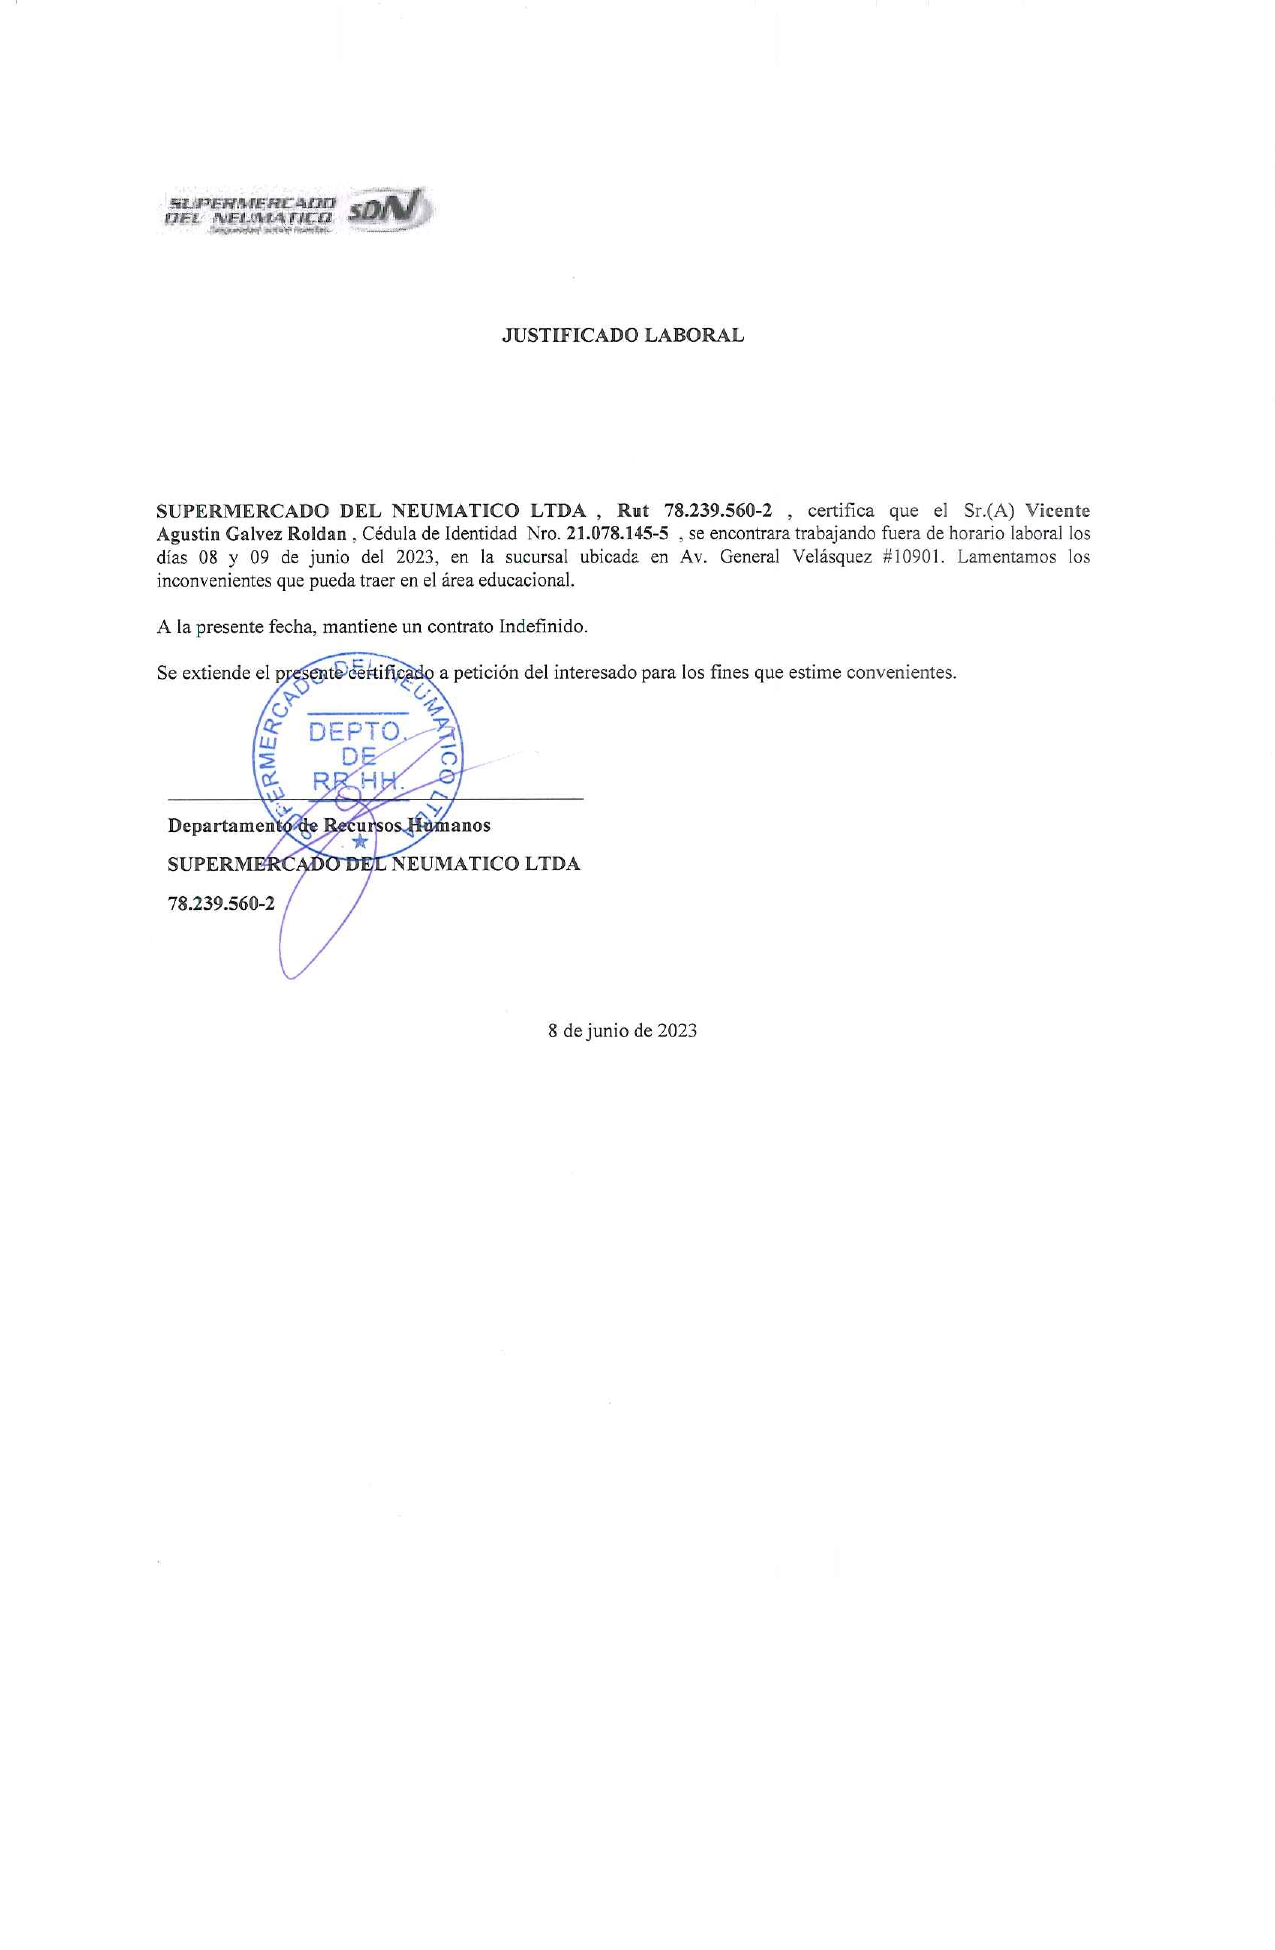 SUPERMERCADO
DEL NEUMATICO SDN
JUSTIFICADO LABORAL
SUPERMERCADO DEL NEUMATICO LTDA , Rut 78.239.560-2 , certifica que el Sr.(A) Vicente
Agustin Galvez Roldan , Cédula de Identidad Nro. 21.078.145-5 , se encontrara trabajando fuera de horario laboral los
días 08 y 09 de junio del 2023, en la sucursal ubicada en Av. General Velásquez #10901. Lamentamos los
inconvenientes que pueda traer en el área educacional.
A la presente fecha, mantiene un contrato Indefinido.
Se extiende el presente certificado a petición del interesado para los fines que estime convenientes.
SUPERMERCADO DEL NEUMATICO LTDA
DEPTO.
DE
RR.HH.
Departamento de Recursos Humanos
SUPERMERCADO DEL NEUMATICO LTDA
78.239.560-2
8 de junio de 2023